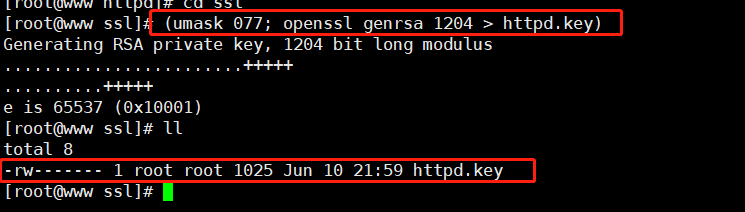 [root@www httpd]# cd ssl
[root@www ssl]# (umask 077; openssl genrsa 1204 > httpd.key)
Generating RSA private key, 1204 bit long modulus
........................+++++
..........+++++
e is 65537 (0x10001)
[root@www ssl]# ll
total 8
-rw------- 1 root root 1025 Jun 10 21:59 httpd.key
[root@www ssl]#